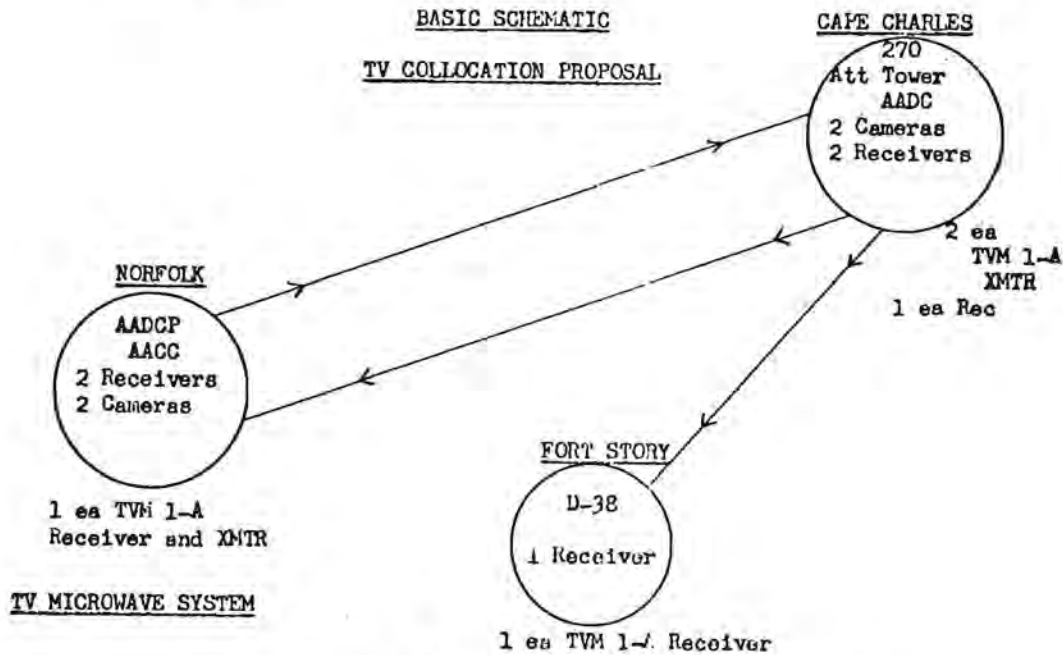 BASIC SCHEMATIC
TV COLLOCATION PROPOSAL
CAPE CHARLES
270
Att Tower
AADC
2 Cameras
2 Receivers
2 ea
TVM 1-A
XMTR
1 ea Rec
NORFOLK
AADCP
AACC
2 Receivers
2 Cameras
1 ea TVM 1-A
Receiver and XMTR
FORT STORY
D-38
1 Receiver
1 ea TVM 1-A Receiver
TV MICROWAVE SYSTEM